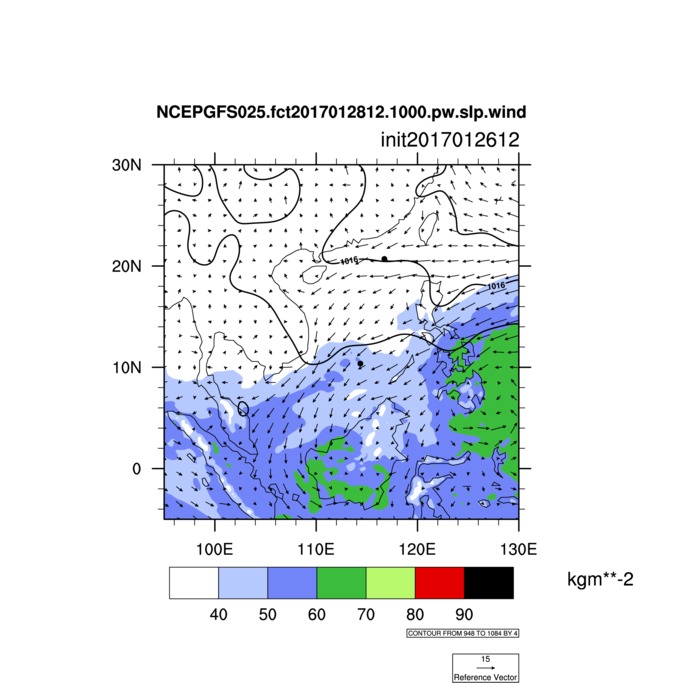 NCEPGFS025.fct2017012812.1000.pw.slp.wind
init2017012612
30N
20N
10N
0
1016
1016
100E 110E 120E 130E
kgm**-2
40 50 60 70 80 90
CONTOUR FROM 948 TO 1084 BY 4
15
Reference Vector